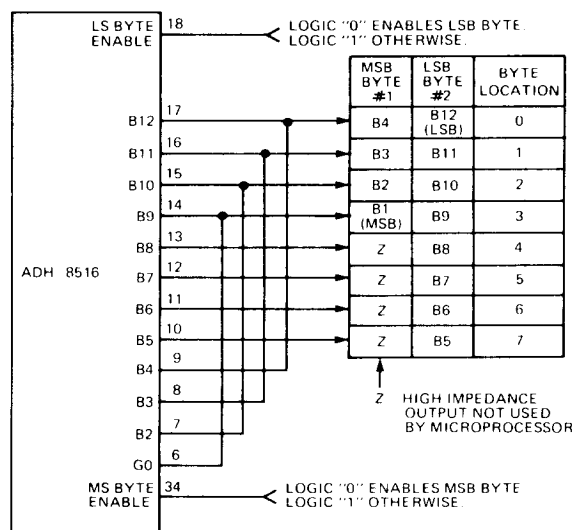 LS BYTE ENABLE 18
LOGIC "0" ENABLES LSB BYTE.
LOGIC "1" OTHERWISE.
MSB BYTE #1 LSB BYTE #2 BYTE LOCATION
B12 17 B4 B12 (LSB) 0
B11 16 B3 B11 1
B10 15 B2 B10 2
B9 14 B1 (MSB) B9 3
B8 13 Z B8 4
ADH 8516
B7 12 Z B7 5
B6 11 Z B6 6
B5 10 Z B5 7
B4 9
B3 8
B2 7
G0 6
Z HIGH IMPEDANCE
OUTPUT NOT USED
BY MICROPROCESSOR
MS BYTE ENABLE 34
LOGIC "0" ENABLES MSB BYTE
LOGIC "1" OTHERWISE.